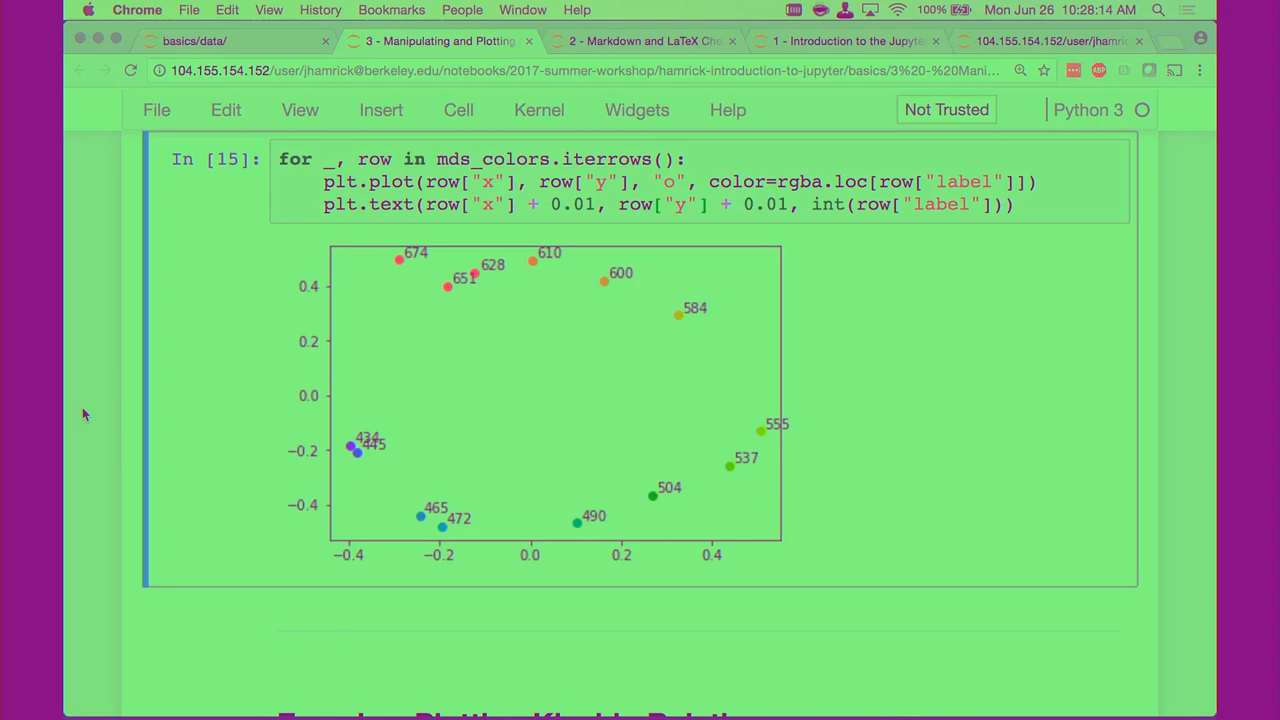 Chrome File Edit View History Bookmarks People Window Help 100% Mon Jun 26 10:28:14 AM
basics/data/ × 3 - Manipulating and Plotting × 2 - Markdown and LaTeX Che × 1 - Introduction to the Jupyte × 104.155.154.152/user/jhamric ×
104.155.154.152/user/jhamrick@berkeley.edu/notebooks/2017-summer-workshop/hamrick-introduction-to-jupyter/basics/3%20-%20Mani... ABP
File Edit View Insert Cell Kernel Widgets Help Not Trusted Python 3
In [15]: for _, row in mds_colors.iterrows():
plt.plot(row["x"], row["y"], "o", color=rgba.loc[row["label"]])
plt.text(row["x"] + 0.01, row["y"] + 0.01, int(row["label"]))
674
610
628
600
651
0.4
584
0.2
0.0
555
434
445
−0.2
537
504
−0.4
465
472
490
−0.4 −0.2 0.0 0.2 0.4